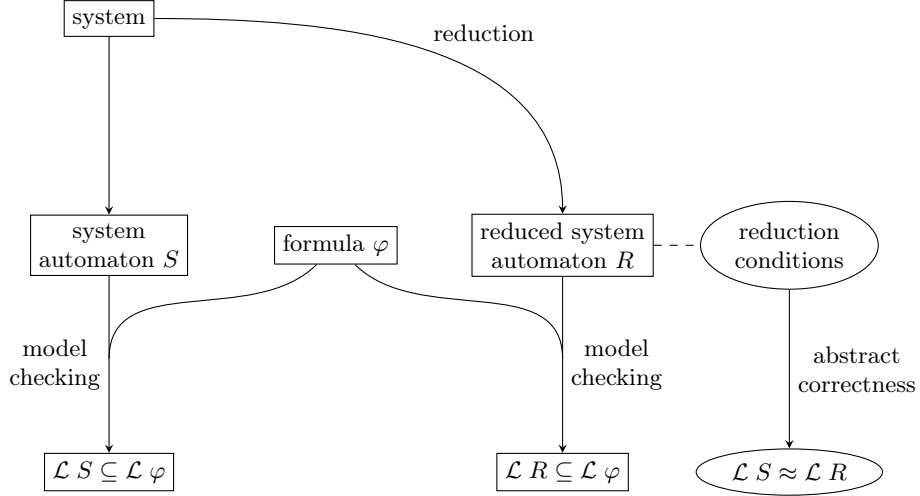 system
reduction
system
automaton S
formula φ
reduced system
automaton R
reduction
conditions
model
checking
model
checking
abstract
correctness
ℒ S ⊆ ℒ φ
ℒ R ⊆ ℒ φ
ℒ S ≈ ℒ R